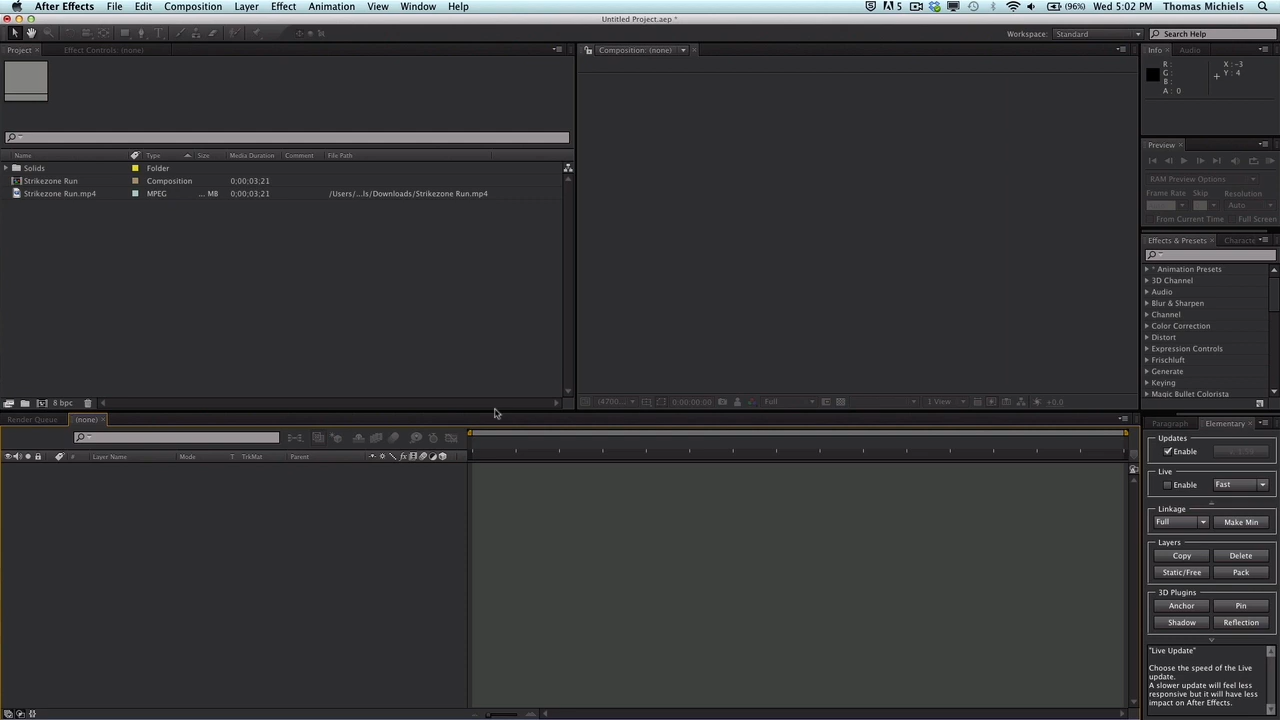 After Effects File Edit Composition Layer Effect Animation View Window Help 5 (96%) Wed 5:02 PM Thomas Michiels
Untitled Project.aep *
Workspace: Standard Search Help
Project Effect Controls: (none) Composition: (none) Info Audio
R : X : -3
G : Y : 4
B :
A : 0
Preview
Name Type Size Media Duration Comment File Path
Solids Folder
Strikezone Run Composition 0;00;03;21
Strikezone Run.mp4 MPEG ... MB 0;00;03;21 /Users/...ls/Downloads/Strikezone Run.mp4
RAM Preview Options
Frame Rate Skip Resolution
Auto
From Current Time Full Screen
Effects & Presets Characte
* Animation Presets
3D Channel
Audio
Blur & Sharpen
Channel
Color Correction
Distort
Expression Controls
Frischluft
Generate
Keying
Magic Bullet Colorista
8 bpc (4700... 0;00;00;00 Full 1 View +0.0
Render Queue (none) Paragraph Elementary
# Layer Name Mode T TrkMat Parent
Updates
Enable
Live
Enable Fast
Linkage
Full Make Min
Layers
Copy Delete
Static/Free Pack
3D Plugins
Anchor Pin
Shadow Reflection
"Live Update"
Choose the speed of the Live
update.
A slower update will feel less
responsive but it will have less
impact on After Effects.